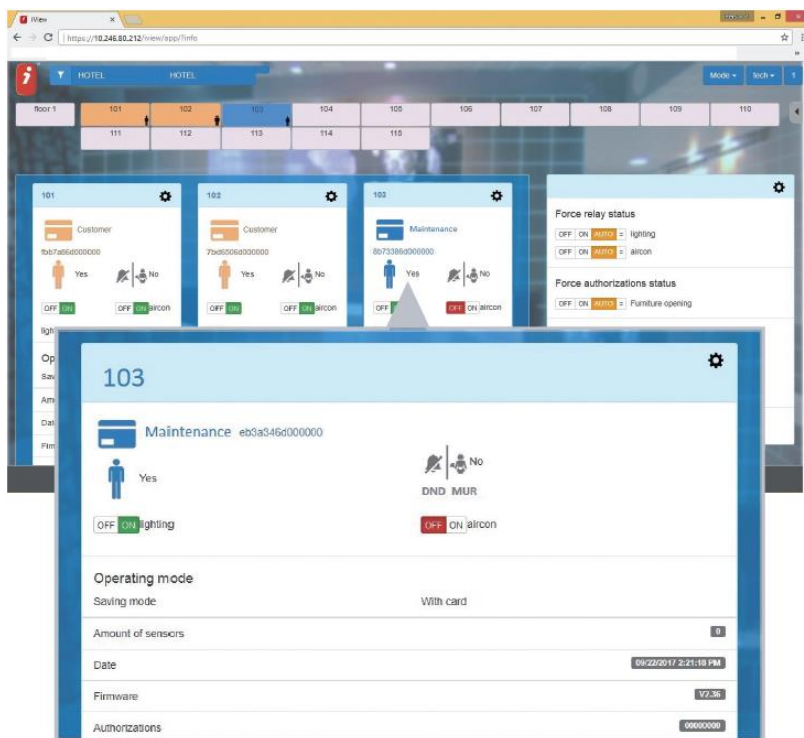 iView
https://10.246.80.212/iview/app/?info
HOTEL HOTEL
Mode tech 1
floor 1 101 102 103 104 105 106 107 108 109 110
111 112 113 114 115
101
Customer
fbb7a86d000000
Yes No
OFF ON OFF ON aircon
102
Customer
7bd6506d000000
Yes No
OFF ON OFF ON aircon
103
Maintenance
8b73386d000000
Yes No
OFF OFF ON aircon
Force relay status
OFF ON AUTO = lighting
OFF ON AUTO = aircon
Force authorizations status
OFF ON AUTO = Furniture opening
103
Maintenance eb3a346d000000
Yes No
DND MUR
OFF ON lighting OFF ON aircon
Operating mode
Saving mode With card
Amount of sensors 0
Date 09/22/2017 2:21:18 PM
Firmware V2.36
Authorizations 00000000